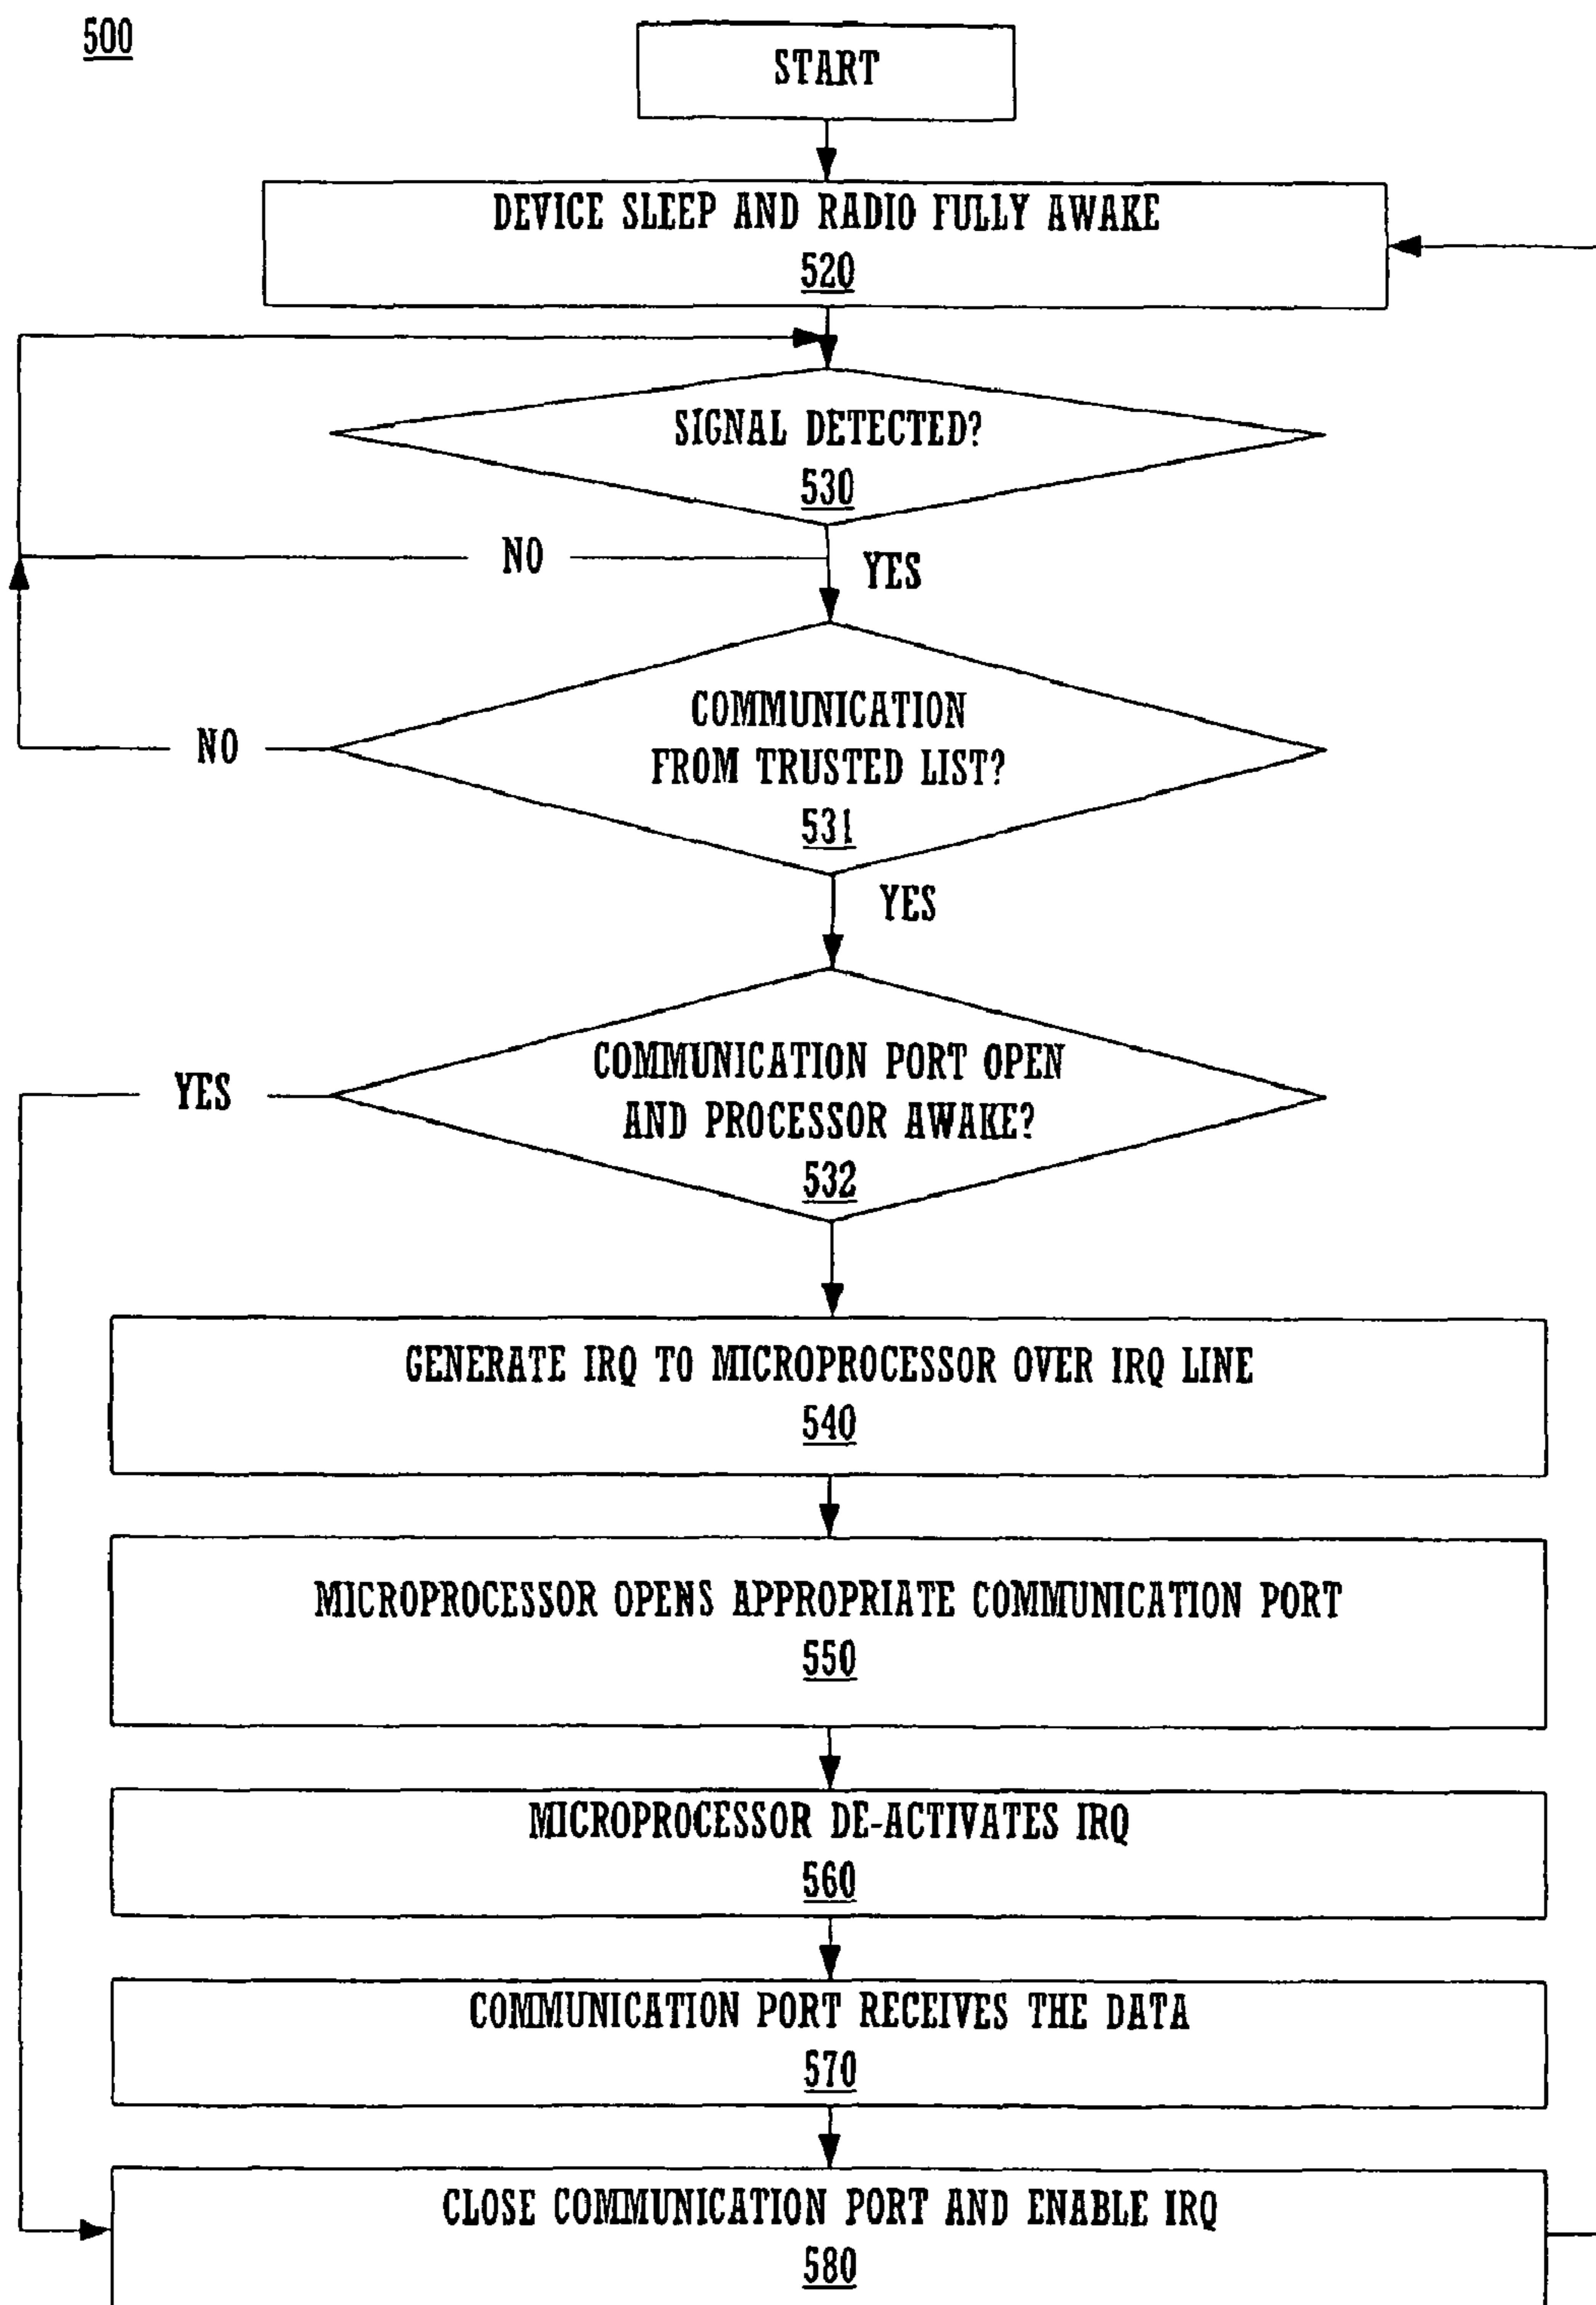 500
START
DEVICE SLEEP AND RADIO FULLY AWAKE
520
SIGNAL DETECTED?
530
NO
YES
COMMUNICATION
FROM TRUSTED LIST?
531
NO
YES
COMMUNICATION PORT OPEN
AND PROCESSOR AWAKE?
532
YES
GENERATE IRQ TO MICROPROCESSOR OVER IRQ LINE
540
MICROPROCESSOR OPENS APPROPRIATE COMMUNICATION PORT
550
MICROPROCESSOR DE-ACTIVATES IRQ
560
COMMUNICATION PORT RECEIVES THE DATA
570
CLOSE COMMUNICATION PORT AND ENABLE IRQ
580